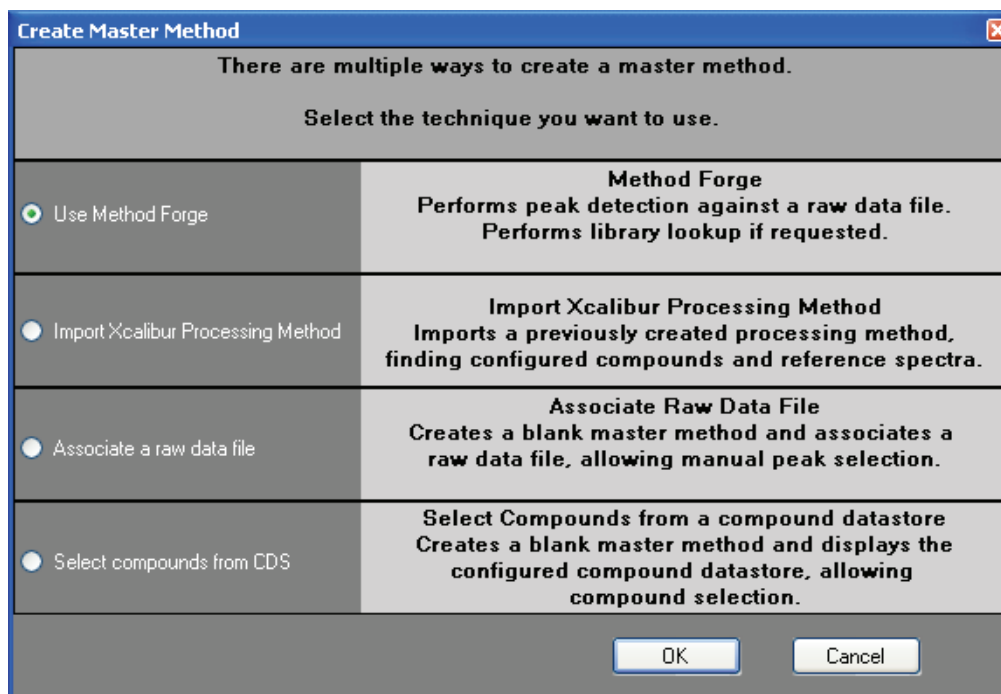 Create Master Method
There are multiple ways to create a master method.
Select the technique you want to use.
Use Method Forge
Method Forge
Performs peak detection against a raw data file.
Performs library lookup if requested.
Import Xcalibur Processing Method
Import Xcalibur Processing Method
Imports a previously created processing method,
finding configured compounds and reference spectra.
Associate a raw data file
Associate Raw Data File
Creates a blank master method and associates a
raw data file, allowing manual peak selection.
Select compounds from CDS
Select Compounds from a compound datastore
Creates a blank master method and displays the
configured compound datastore, allowing
compound selection.
OK
Cancel